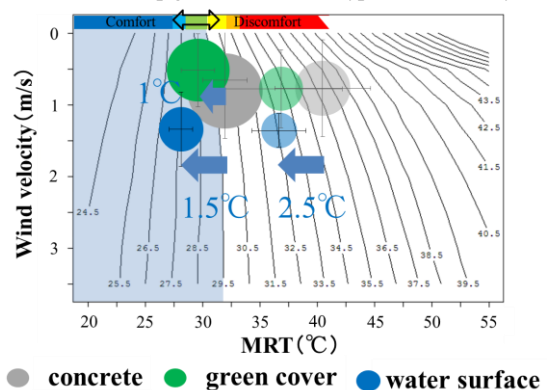 Comfort Discomfort
0
1
2
3
Wind velocity (m/s)
1℃
1.5℃ 2.5℃
43.5
42.5
41.5
40.5
24.5
26.5 28.5 30.5 32.5 34.5 36.5 38.5
25.5 27.5 29.5 31.5 33.5 35.5 37.5 39.5
20 25 30 35 40 45 50 55
MRT(℃)
concrete green cover water surface